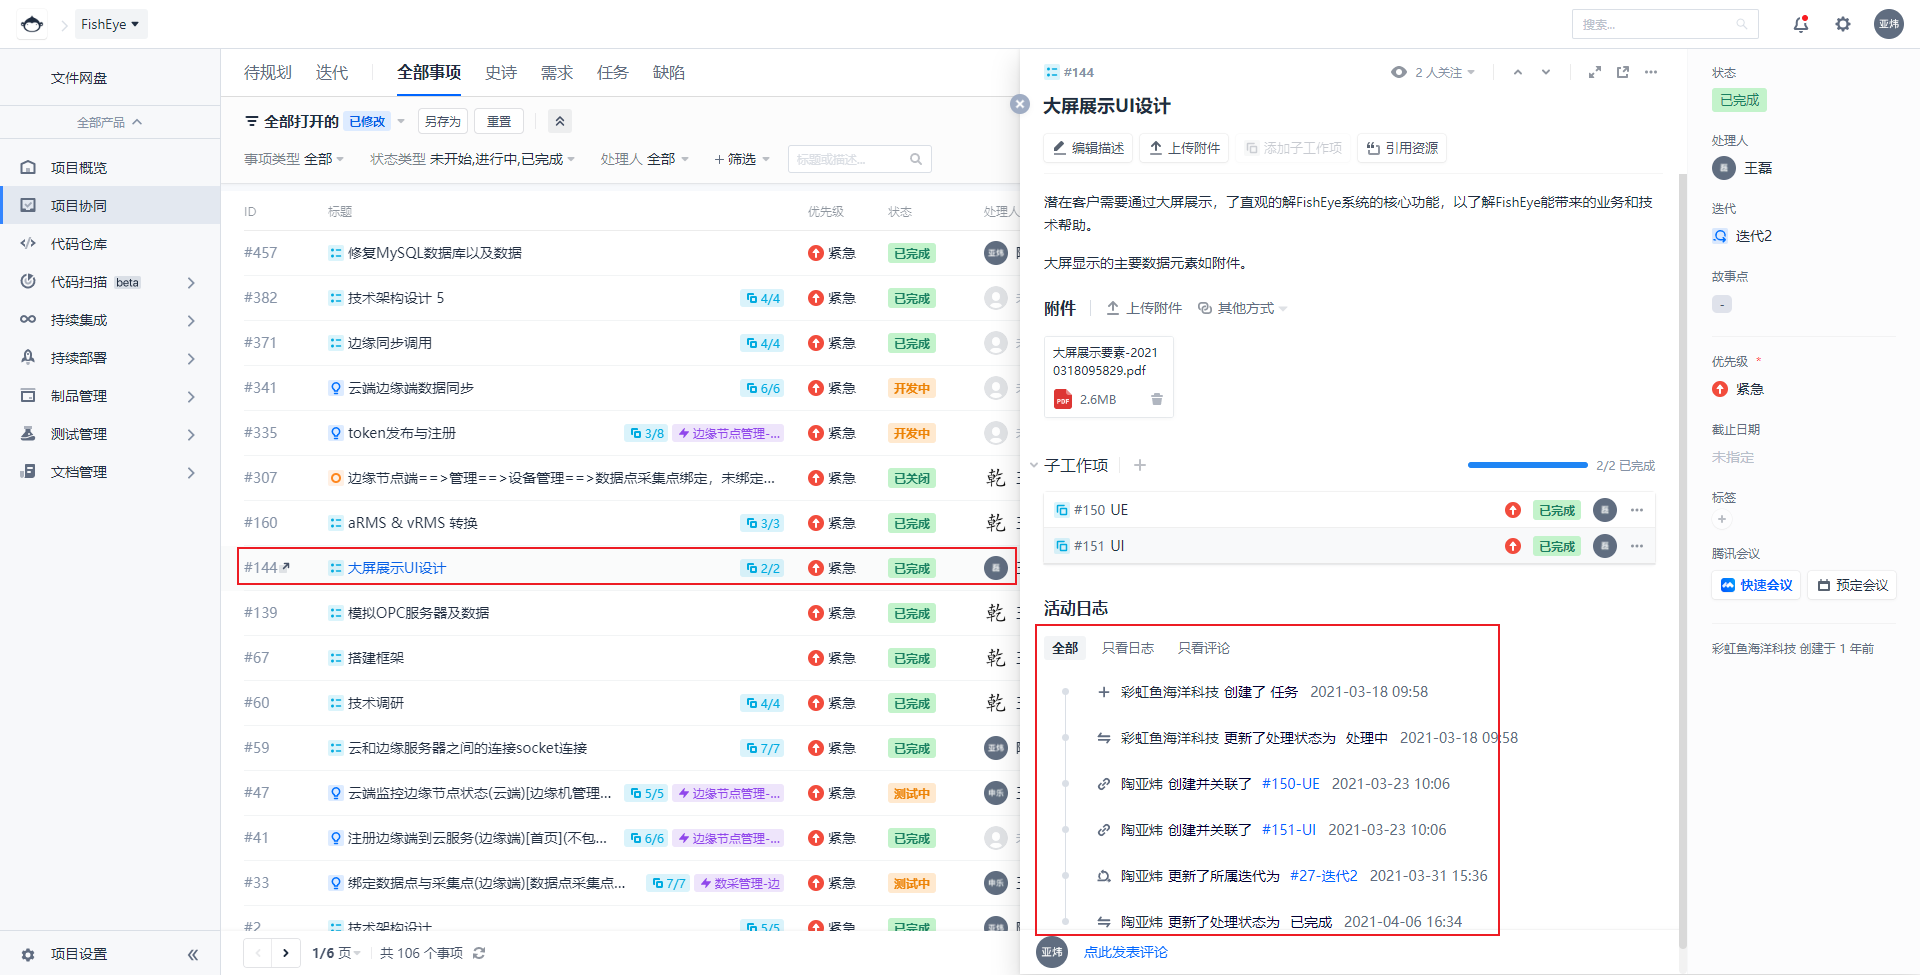 FishEye
搜索...
亚炜
文件网盘
全部产品
项目概览
项目协同
代码仓库
代码扫描 beta
持续集成
持续部署
制品管理
测试管理
文档管理
项目设置
待规划 迭代 全部事项 史诗 需求 任务 缺陷
全部打开的 已修改 另存为 重置
事项类型 全部 状态类型 未开始,进行中,已完成 处理人 全部 + 筛选 标题或描述...
ID 标题 优先级 状态 处理人
#457 修复MySQL数据库以及数据 紧急 已完成 亚炜
#382 技术架构设计 5 4/4 紧急 已完成
#371 边缘同步调用 4/4 紧急 已完成
#341 云端边缘端数据同步 6/6 紧急 开发中
#335 token发布与注册 3/8 边缘节点管理-... 紧急 开发中
#307 边缘节点端==>管理==>设备管理==>数据点采集点绑定，未绑定... 紧急 已关闭 乾
#160 aRMS & vRMS 转换 3/3 紧急 已完成 乾
#144 大屏展示UI设计 2/2 紧急 已完成 磊
#139 模拟OPC服务器及数据 紧急 已完成 乾
#67 搭建框架 紧急 已完成 乾
#60 技术调研 4/4 紧急 已完成 乾
#59 云和边缘服务器之间的连接socket连接 7/7 紧急 已完成 亚炜
#47 云端监控边缘节点状态(云端)[边缘机管理... 5/5 边缘节点管理-... 紧急 测试中 申乐
#41 注册边缘端到云服务(边缘端)[首页](不包... 6/6 边缘节点管理-... 紧急 已完成
#33 绑定数据点与采集点(边缘端)[数据点采集点... 7/7 数采管理-边 紧急 测试中 申乐
#2 技术架构设计 5/5 紧急 已完成 亚炜
1/6 页 共 106 个事项
#144 2 人关注
大屏展示UI设计
编辑描述 上传附件 添加子工作项 引用资源
潜在客户需要通过大屏展示，了直观的解FishEye系统的核心功能，以了解FishEye能带来的业务和技
术帮助。
大屏显示的主要数据元素如附件。
附件 上传附件 其他方式
大屏展示要素-2021
0318095829.pdf
PDF 2.6MB
子工作项 2/2 已完成
#150 UE 已完成 磊
#151 UI 已完成 磊
活动日志
全部 只看日志 只看评论
彩虹鱼海洋科技 创建了 任务 2021-03-18 09:58
彩虹鱼海洋科技 更新了处理状态为 处理中 2021-03-18 09:58
陶亚炜 创建并关联了 #150-UE 2021-03-23 10:06
陶亚炜 创建并关联了 #151-UI 2021-03-23 10:06
陶亚炜 更新了所属迭代为 #27-迭代2 2021-03-31 15:36
陶亚炜 更新了处理状态为 已完成 2021-04-06 16:34
亚炜 点此发表评论
状态
已完成
处理人
磊 王磊
迭代
迭代2
故事点
-
优先级 *
紧急
截止日期
未指定
标签
+
腾讯会议
快速会议 预定会议
彩虹鱼海洋科技 创建于 1 年前